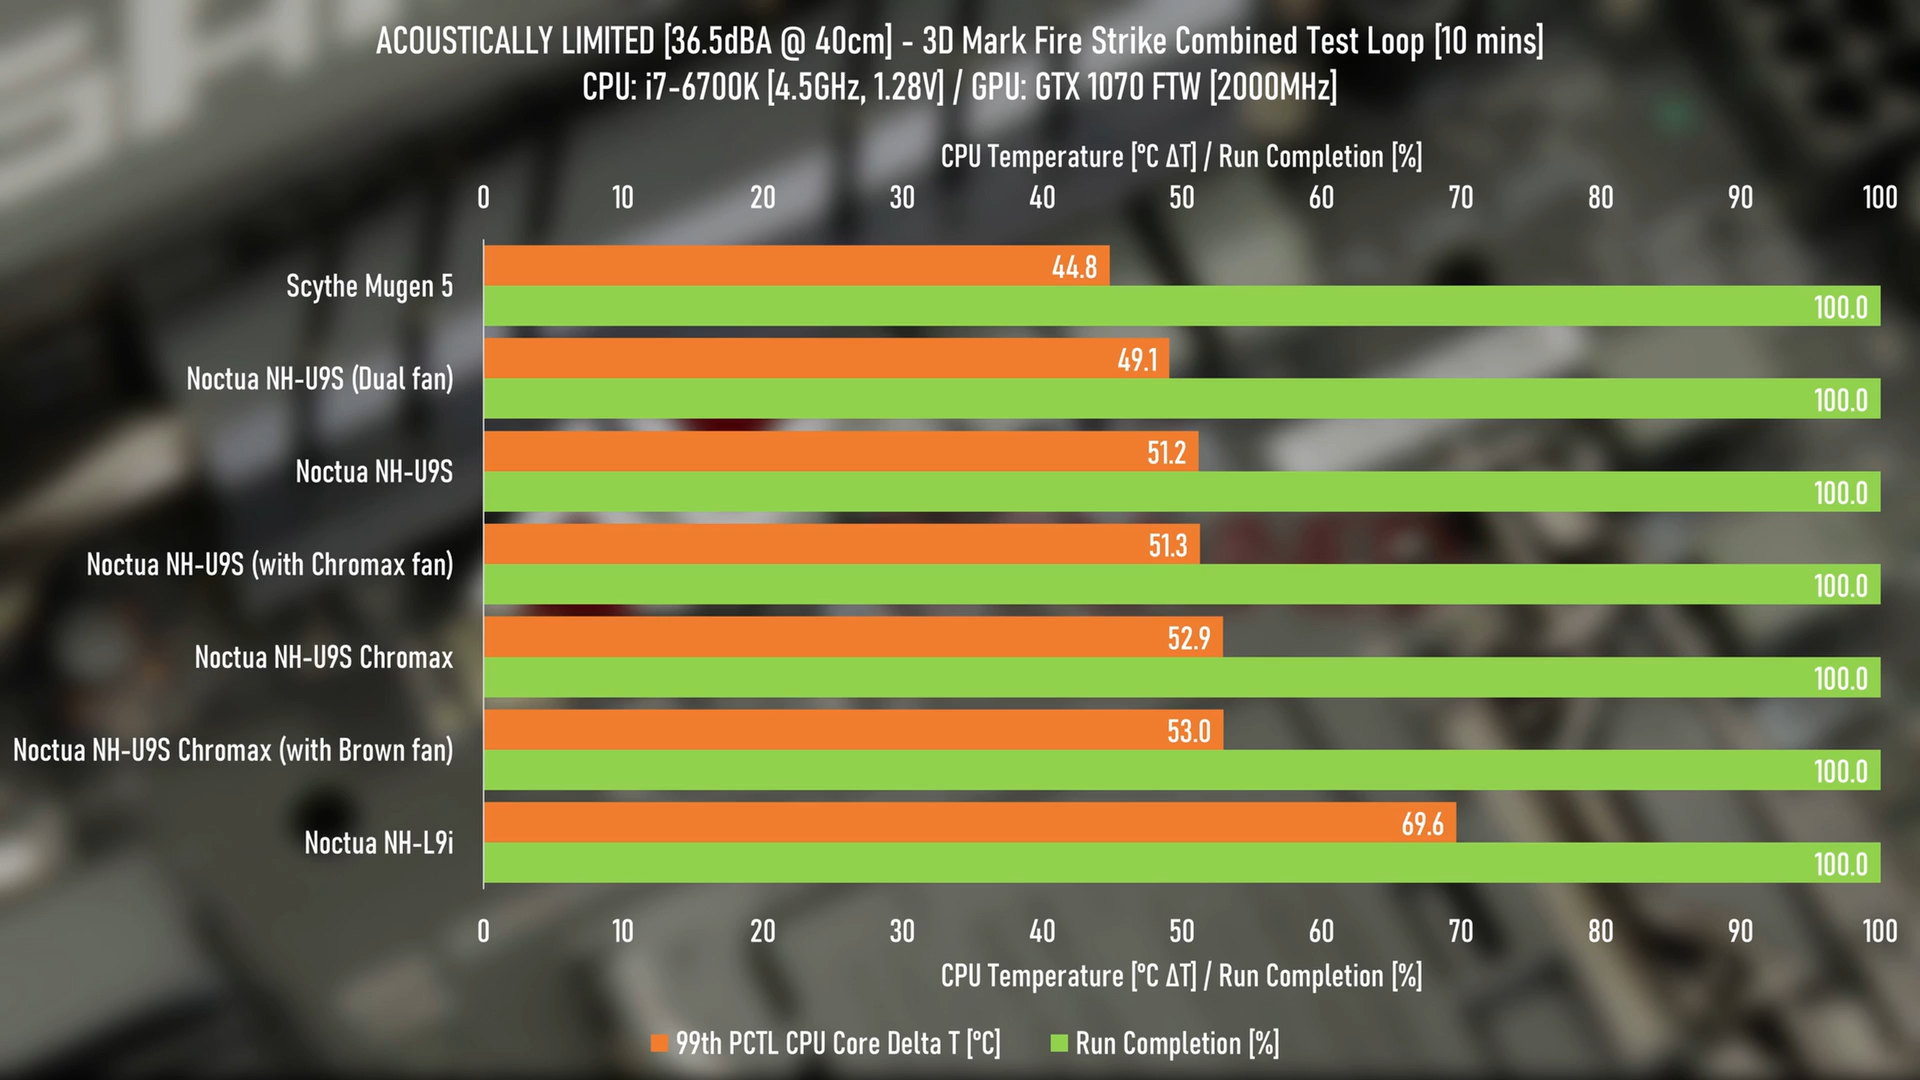 ACOUSTICALLY LIMITED [36.5dBA @ 40cm] - 3D Mark Fire Strike Combined Test Loop [10 mins]
CPU: i7-6700K [4.5GHz, 1.28V] / GPU: GTX 1070 FTW [2000MHz]
CPU Temperature [°C ΔT] / Run Completion [%]
0 10 20 30 40 50 60 70 80 90 100
Scythe Mugen 5 44.8 100.0
Noctua NH-U9S (Dual fan) 49.1 100.0
Noctua NH-U9S 51.2 100.0
Noctua NH-U9S (with Chromax fan) 51.3 100.0
Noctua NH-U9S Chromax 52.9 100.0
Noctua NH-U9S Chromax (with Brown fan) 53.0 100.0
Noctua NH-L9i 69.6 100.0
0 10 20 30 40 50 60 70 80 90 100
CPU Temperature [°C ΔT] / Run Completion [%]
99th PCTL CPU Core Delta T [°C] Run Completion [%]